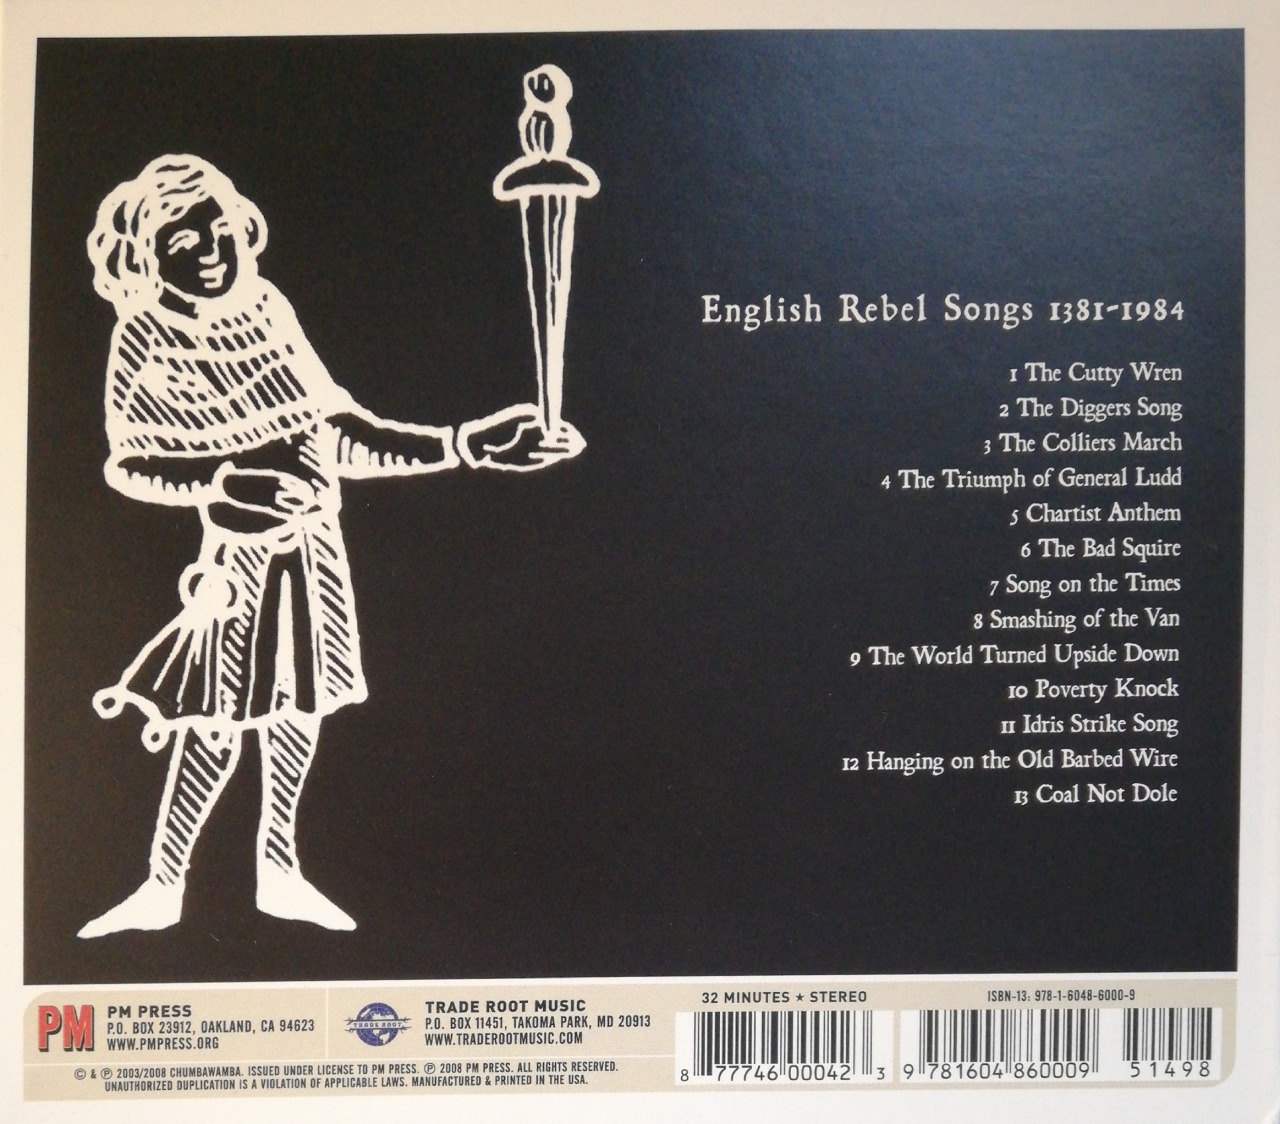 English Rebel Songs 1381-1984
1 The Cutty Wren
2 The Diggers Song
3 The Colliers March
4 The Triumph of General Ludd
5 Chartist Anthem
6 The Bad Squire
7 Song on the Times
8 Smashing of the Van
9 The World Turned Upside Down
10 Poverty Knock
11 Idris Strike Song
12 Hanging on the Old Barbed Wire
13 Coal Not Dole
PM
PM PRESS
P.O. BOX 23912, OAKLAND, CA 94623
WWW.PMPRESS.ORG
TRADE ROOT
TRADE ROOT MUSIC
P.O. BOX 11451, TAKOMA PARK, MD 20913
WWW.TRADEROOTMUSIC.COM
© & ℗ 2003/2008 CHUMBAWAMBA. ISSUED UNDER LICENSE TO PM PRESS. ℗ 2008 PM PRESS. ALL RIGHTS RESERVED.
UNAUTHORIZED DUPLICATION IS A VIOLATION OF APPLICABLE LAWS. MANUFACTURED & PRINTED IN THE USA.
32 MINUTES ★ STEREO
8 77746 00042 3
ISBN-13: 978-1-6048-6000-9
9 781604 860009
51498